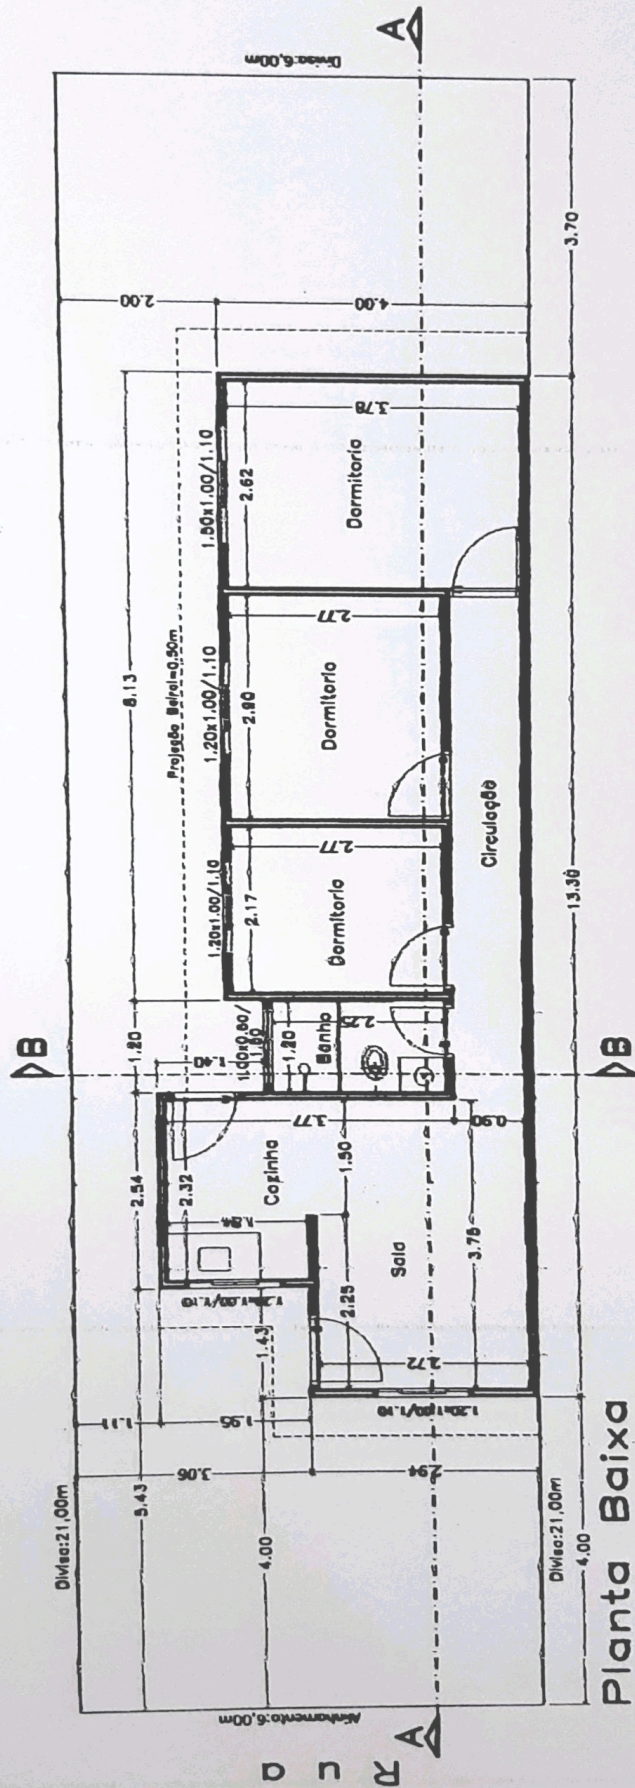 A
Divisa:6,00m
3.70
2.00
4.00
8.13
Projeção Beiral=0,50m
1.50x1.00/1.10
2.62
3.78
Dormitorio
1.20x1.00/1.10
2.90
2.77
Dormitorio
1.20x1.00/1.10
2.17
2.77
Dormitorio
Circulação
13.30
B
B
1.20
1.40
1.20
Banho
2.25
2.54
2.32
3.77
0.90
Cozinha
1.84
1.50
2.25
Sala
3.75
2.72
1.20x1.00/1.10
1.43
1.20x1.00/1.10
1.11
1.95
3.06
2.94
5.43
4.00
4.00
Divisa:21,00m
Divisa:21,00m
Alinhamento:6,00m
A
Rua
Planta Baixa